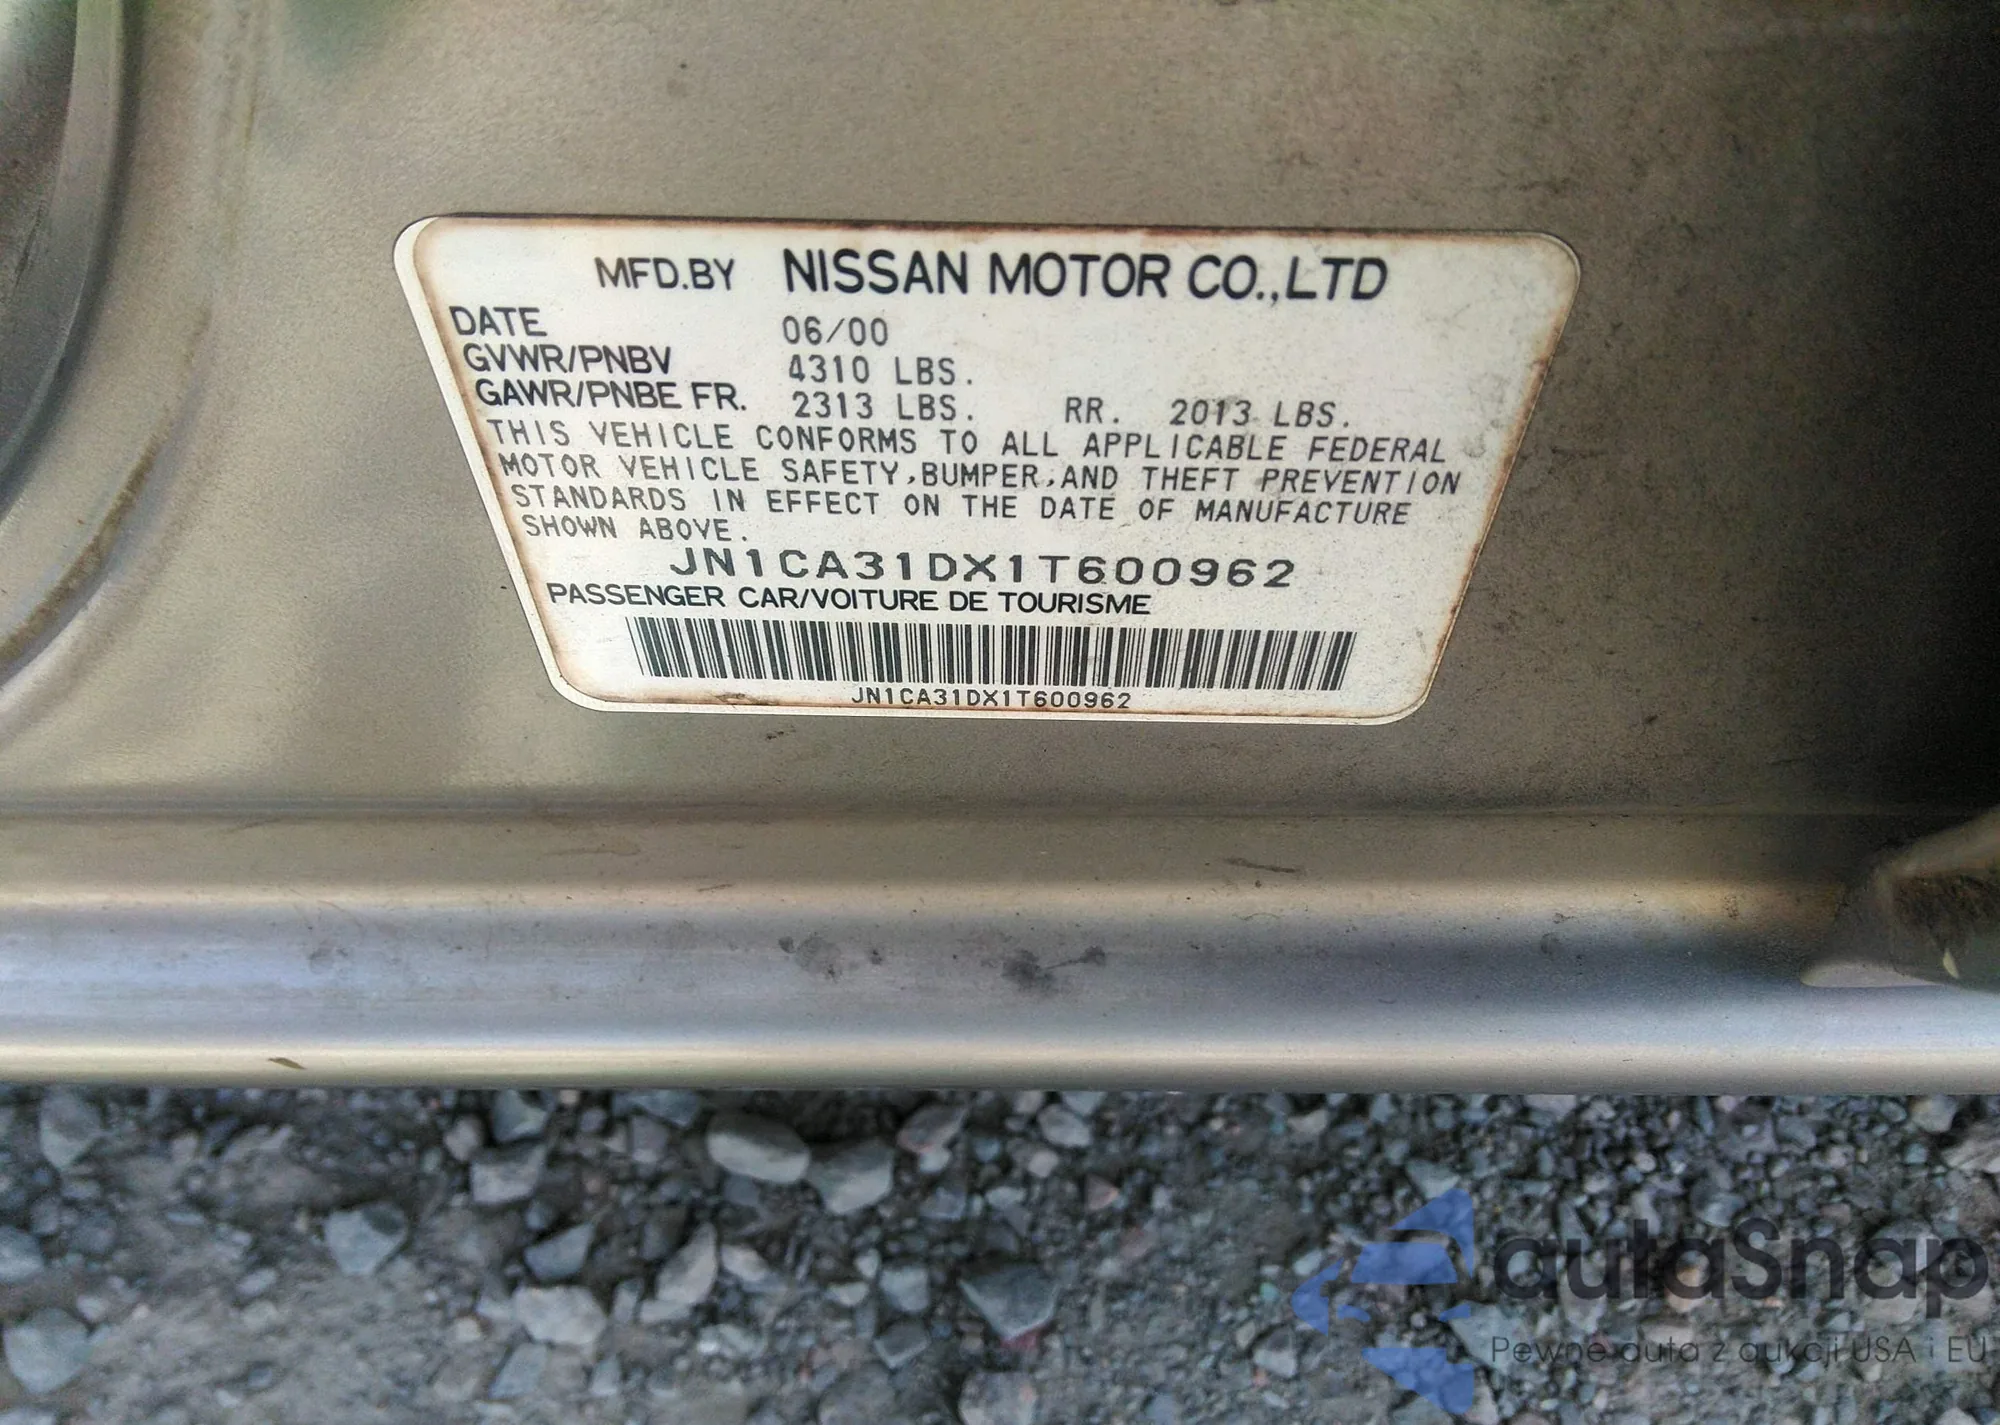 MFD.BY NISSAN MOTOR CO.,LTD
DATE 06/00
GVWR/PNBV 4310 LBS.
GAWR/PNBE FR. 2313 LBS. RR. 2013 LBS.
THIS VEHICLE CONFORMS TO ALL APPLICABLE FEDERAL
MOTOR VEHICLE SAFETY,BUMPER,AND THEFT PREVENTION
STANDARDS IN EFFECT ON THE DATE OF MANUFACTURE
SHOWN ABOVE.
JN1CA31DX1T600962
PASSENGER CAR/VOITURE DE TOURISME
JN1CA31DX1T600962
autaSnap
Pewne auta z aukcji USA i EU